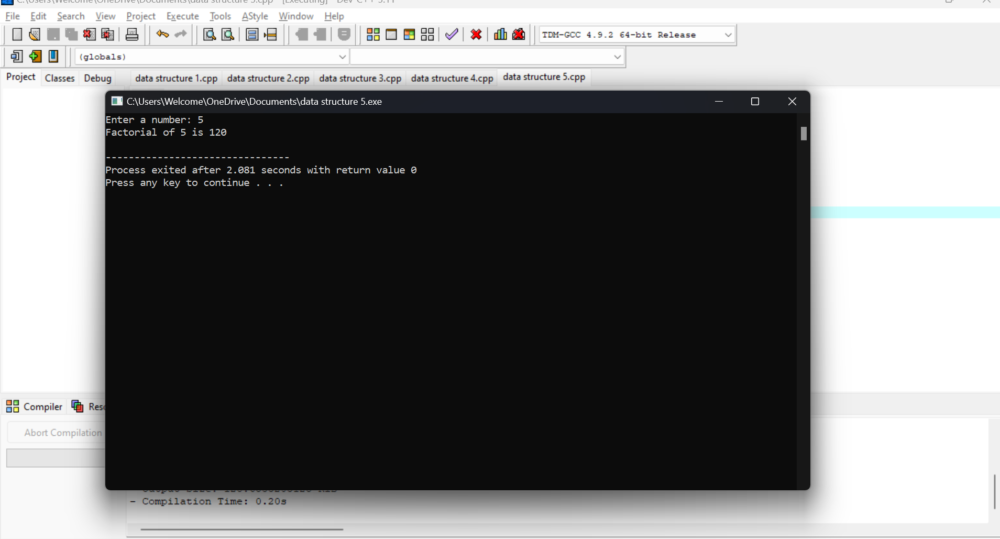 C:\Users\Welcome\OneDrive\Documents\data structure 5.cpp - [Executing] - Dev-C++ 5.11
File Edit Search View Project Execute Tools AStyle Window Help
TDM-GCC 4.9.2 64-bit Release
(globals)
Project Classes Debug data structure 1.cpp data structure 2.cpp data structure 3.cpp data structure 4.cpp data structure 5.cpp
C:\Users\Welcome\OneDrive\Documents\data structure 5.exe
Enter a number: 5
Factorial of 5 is 120
--------------------------------
Process exited after 2.081 seconds with return value 0
Press any key to continue . . .
Compiler
Abort Compilation
- Compilation Time: 0.20s